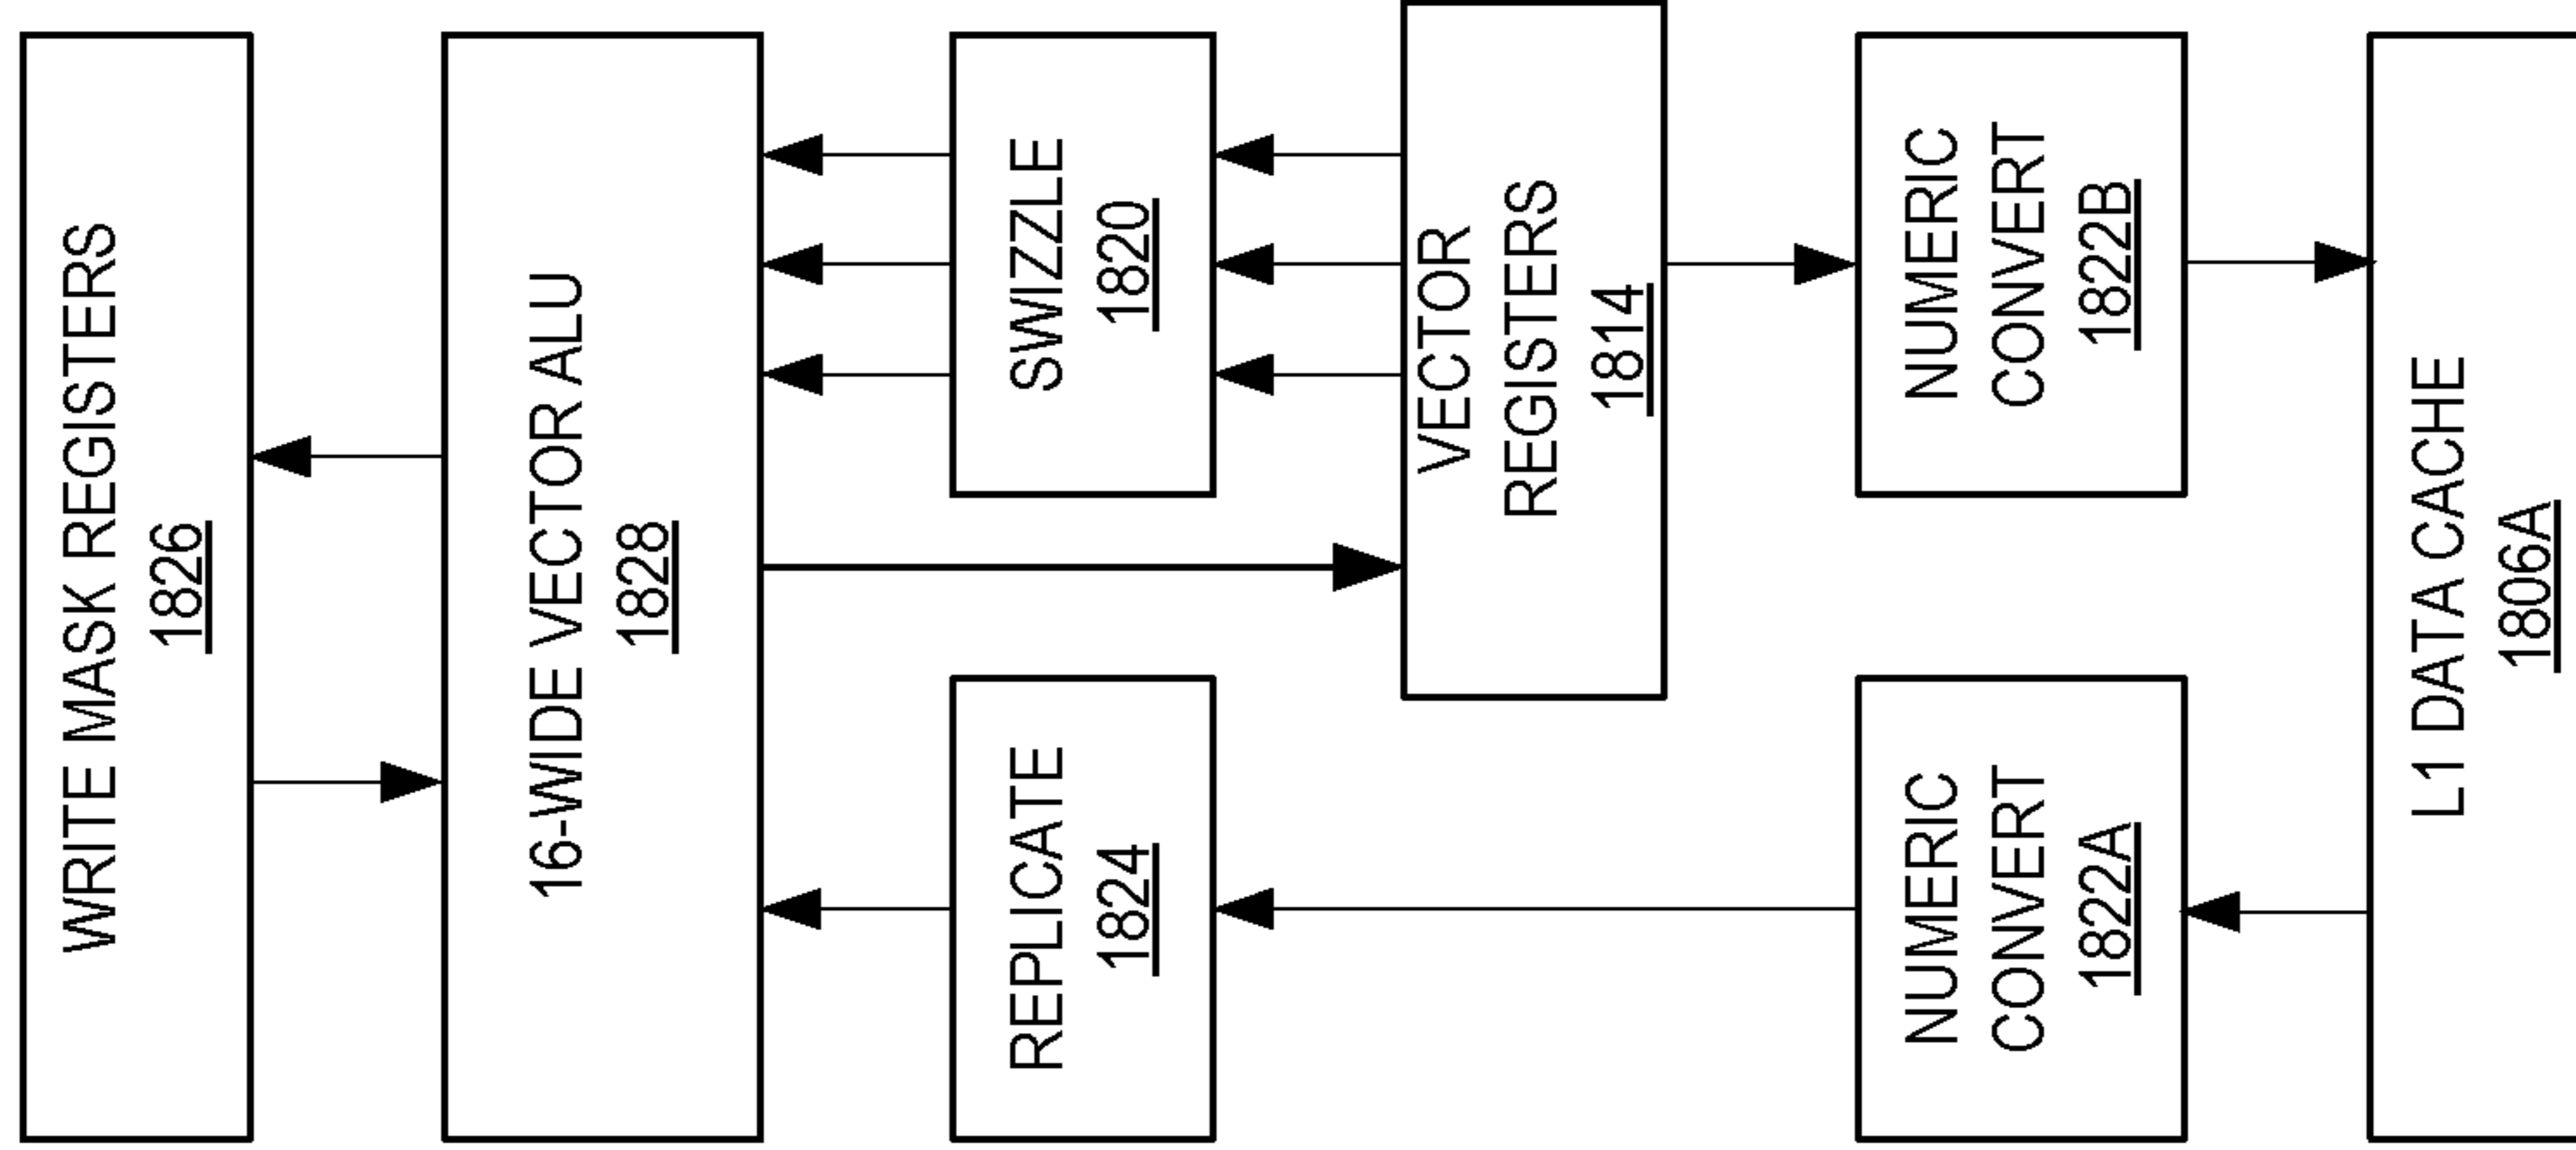 WRITE MASK REGISTERS
1826
16-WIDE VECTOR ALU
1828
REPLICATE
1824
SWIZZLE
1820
VECTOR
REGISTERS
1814
NUMERIC
CONVERT
1822A
NUMERIC
CONVERT
1822B
L1 DATA CACHE
1806A